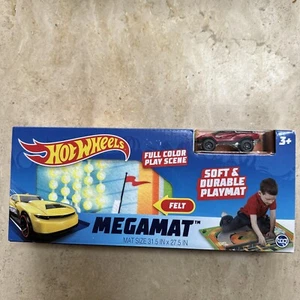 HOT WHEELS
FULL COLOR
PLAY SCENE
3+
SOFT &
DURABLE
PLAYMAT
FELT
MEGAMAT™
MAT SIZE 31.5 IN X 27.5 IN